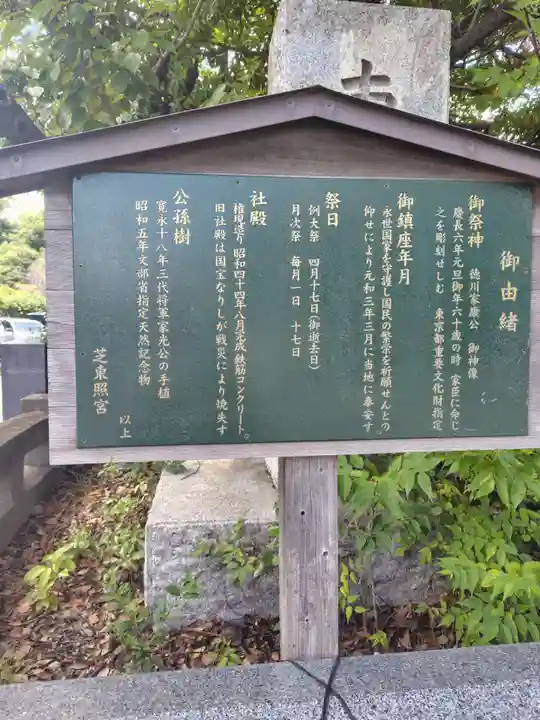 御由緒
御祭神　徳川家康公　御神像
慶長六年元旦御年六十歳の時　家臣に命じ
之を彫刻せしむ　東京都重要文化財指定
御鎮座年月
永世国家を守護し国民の繁栄を祈願せんとの
仰せにより元和三年三月に当地に奉安す
祭日
例大祭　四月十七日(御逝去日)
月次祭　毎月一日　十七日
社殿
権現造り　昭和四十四年八月完成　鉄筋コンクリート。
旧社殿は国宝なりしが戦災により焼失す
公孫樹
寛永十八年三代将軍家光公の手植
昭和五年文部省指定天然記念物
以上
芝東照宮